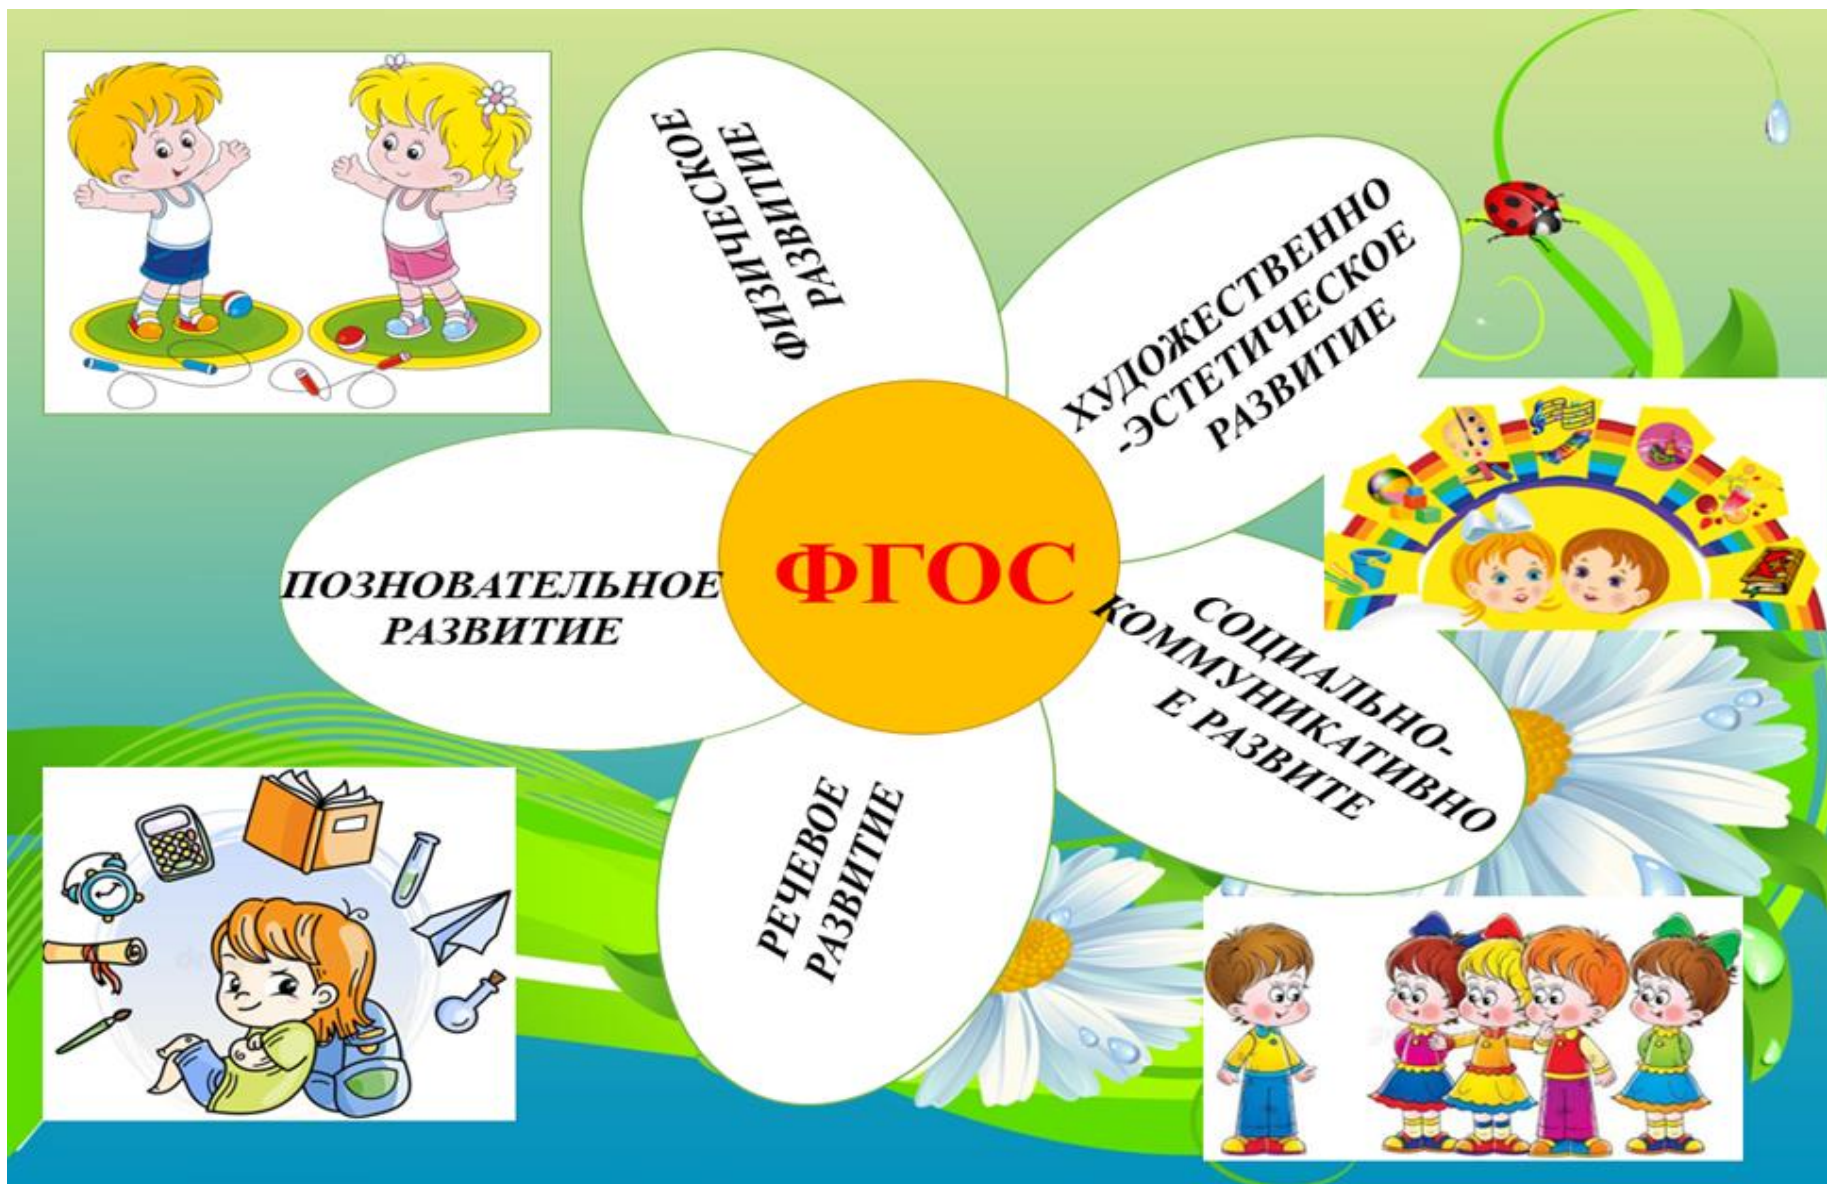 ФИЗИЧЕСКОЕ
РАЗВИТИЕ
ХУДОЖЕСТВЕННО
-ЭСТЕТИЧЕСКОЕ
РАЗВИТИЕ
ПОЗНОВАТЕЛЬНОЕ
РАЗВИТИЕ
ФГОС
СОЦИАЛЬНО-
КОММУНИКАТИВНО
Е РАЗВИТЕ
РЕЧЕВОЕ
РАЗВИТИЕ